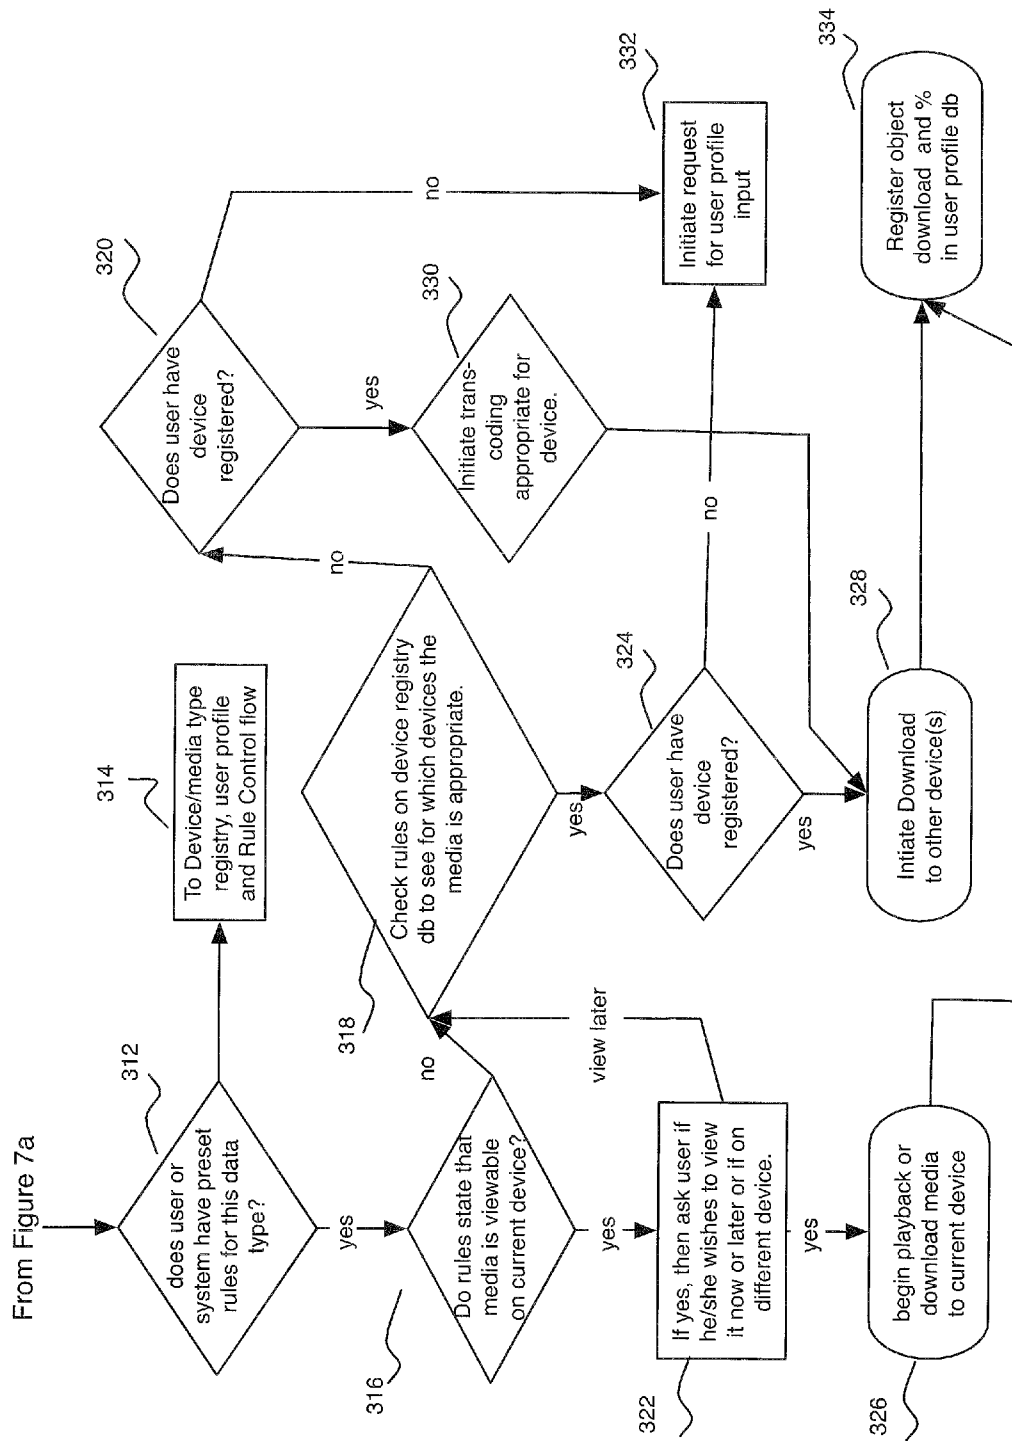 From Figure 7a
312
does user or
system have preset
rules for this data
type?
314
To Device/media type
registry, user profile
and Rule Control flow
yes
316
Do rules state that
media is viewable
on current device?
no
318
Check rules on device registry
db to see for which devices the
media is appropriate.
no
320
Does user have
device
registered?
no
yes
330
Initiate trans-
coding
appropriate for
device.
yes
322
If yes, then ask user if
he/she wishes to view
it now or later or if on
different device.
view later
yes
324
Does user have
device
registered?
no
332
Initiate request
for user profile
input
yes
yes
326
begin playback or
download media
to current device
328
Intiate Download
to other device(s)
334
Register object
download and %
in user profile db